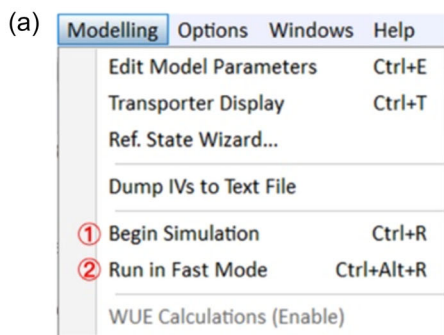 (a)
Modelling Options Windows Help
Edit Model Parameters Ctrl+E
Transporter Display Ctrl+T
Ref. State Wizard...
Dump IVs to Text File
① Begin Simulation Ctrl+R
② Run in Fast Mode Ctrl+Alt+R
WUE Calculations (Enable)